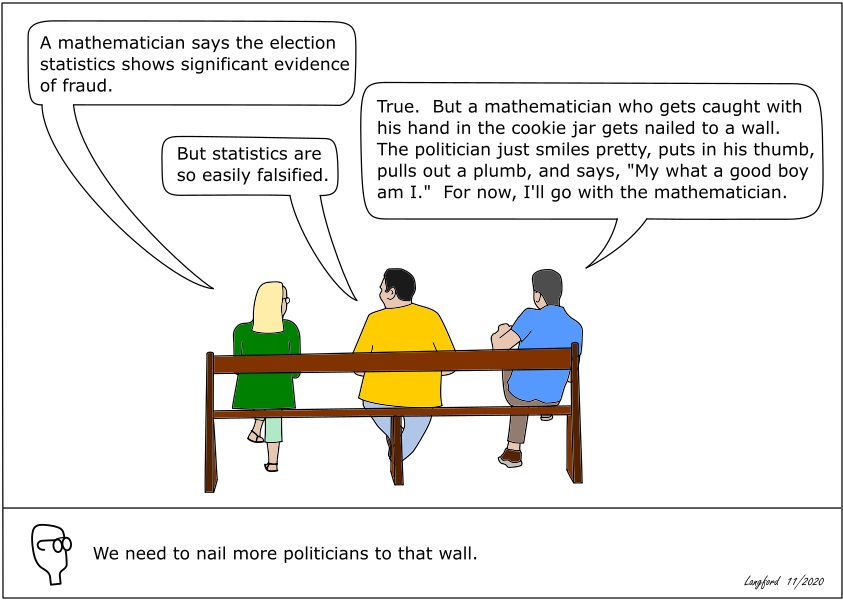 A mathematician says the election
statistics shows significant evidence
of fraud.
But statistics are
so easily falsified.
True.  But a mathematician who gets caught with
his hand in the cookie jar gets nailed to a wall.
The politician just smiles pretty, puts in his thumb,
pulls out a plumb, and says, "My what a good boy
am I."  For now, I'll go with the mathematician.
We need to nail more politicians to that wall.
Langford 11/2020